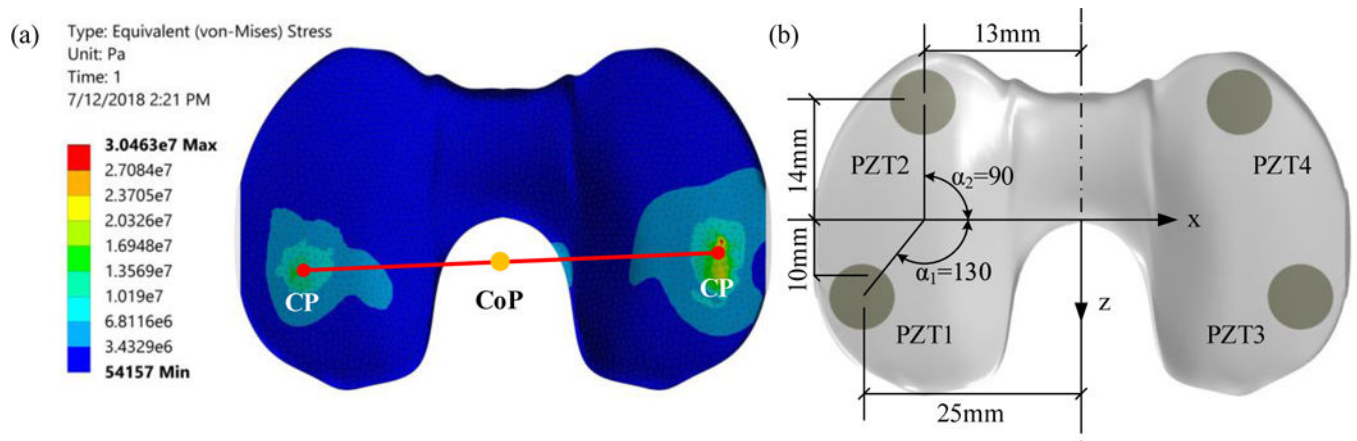 (a)
Type: Equivalent (von-Mises) Stress
Unit: Pa
Time: 1
7/12/2018 2:21 PM
3.0463e7 Max
2.7084e7
2.3705e7
2.0326e7
1.6948e7
1.3569e7
1.019e7
6.8116e6
3.4329e6
54157 Min
CP
CoP
CP
(b)
13mm
14mm
PZT2
α₂=90
PZT4
x
10mm
α₁=130
PZT1
z
PZT3
25mm